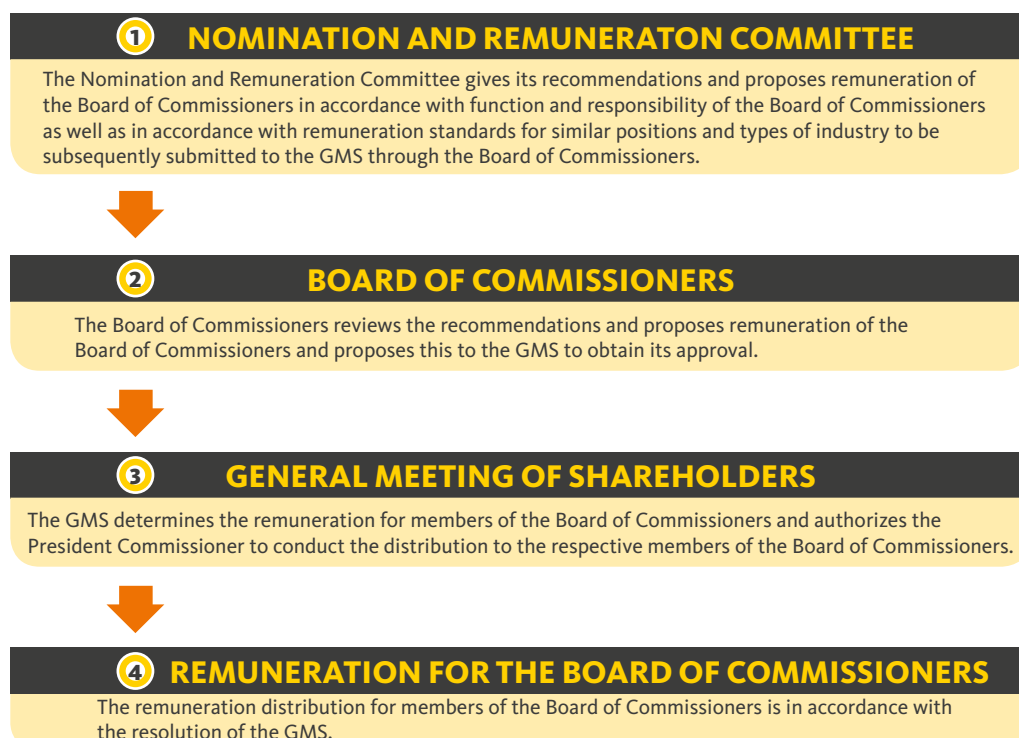 1 NOMINATION AND REMUNERATON COMMITTEE
The Nomination and Remuneration Committee gives its recommendations and proposes remuneration of
the Board of Commissioners in accordance with function and responsibility of the Board of Commissioners
as well as in accordance with remuneration standards for similar positions and types of industry to be
subsequently submitted to the GMS through the Board of Commissioners.
2 BOARD OF COMMISSIONERS
The Board of Commissioners reviews the recommendations and proposes remuneration of the
Board of Commissioners and proposes this to the GMS to obtain its approval.
3 GENERAL MEETING OF SHAREHOLDERS
The GMS determines the remuneration for members of the Board of Commissioners and authorizes the
President Commissioner to conduct the distribution to the respective members of the Board of Commissioners.
4 REMUNERATION FOR THE BOARD OF COMMISSIONERS
The remuneration distribution for members of the Board of Commissioners is in accordance with
the resolution of the GMS.